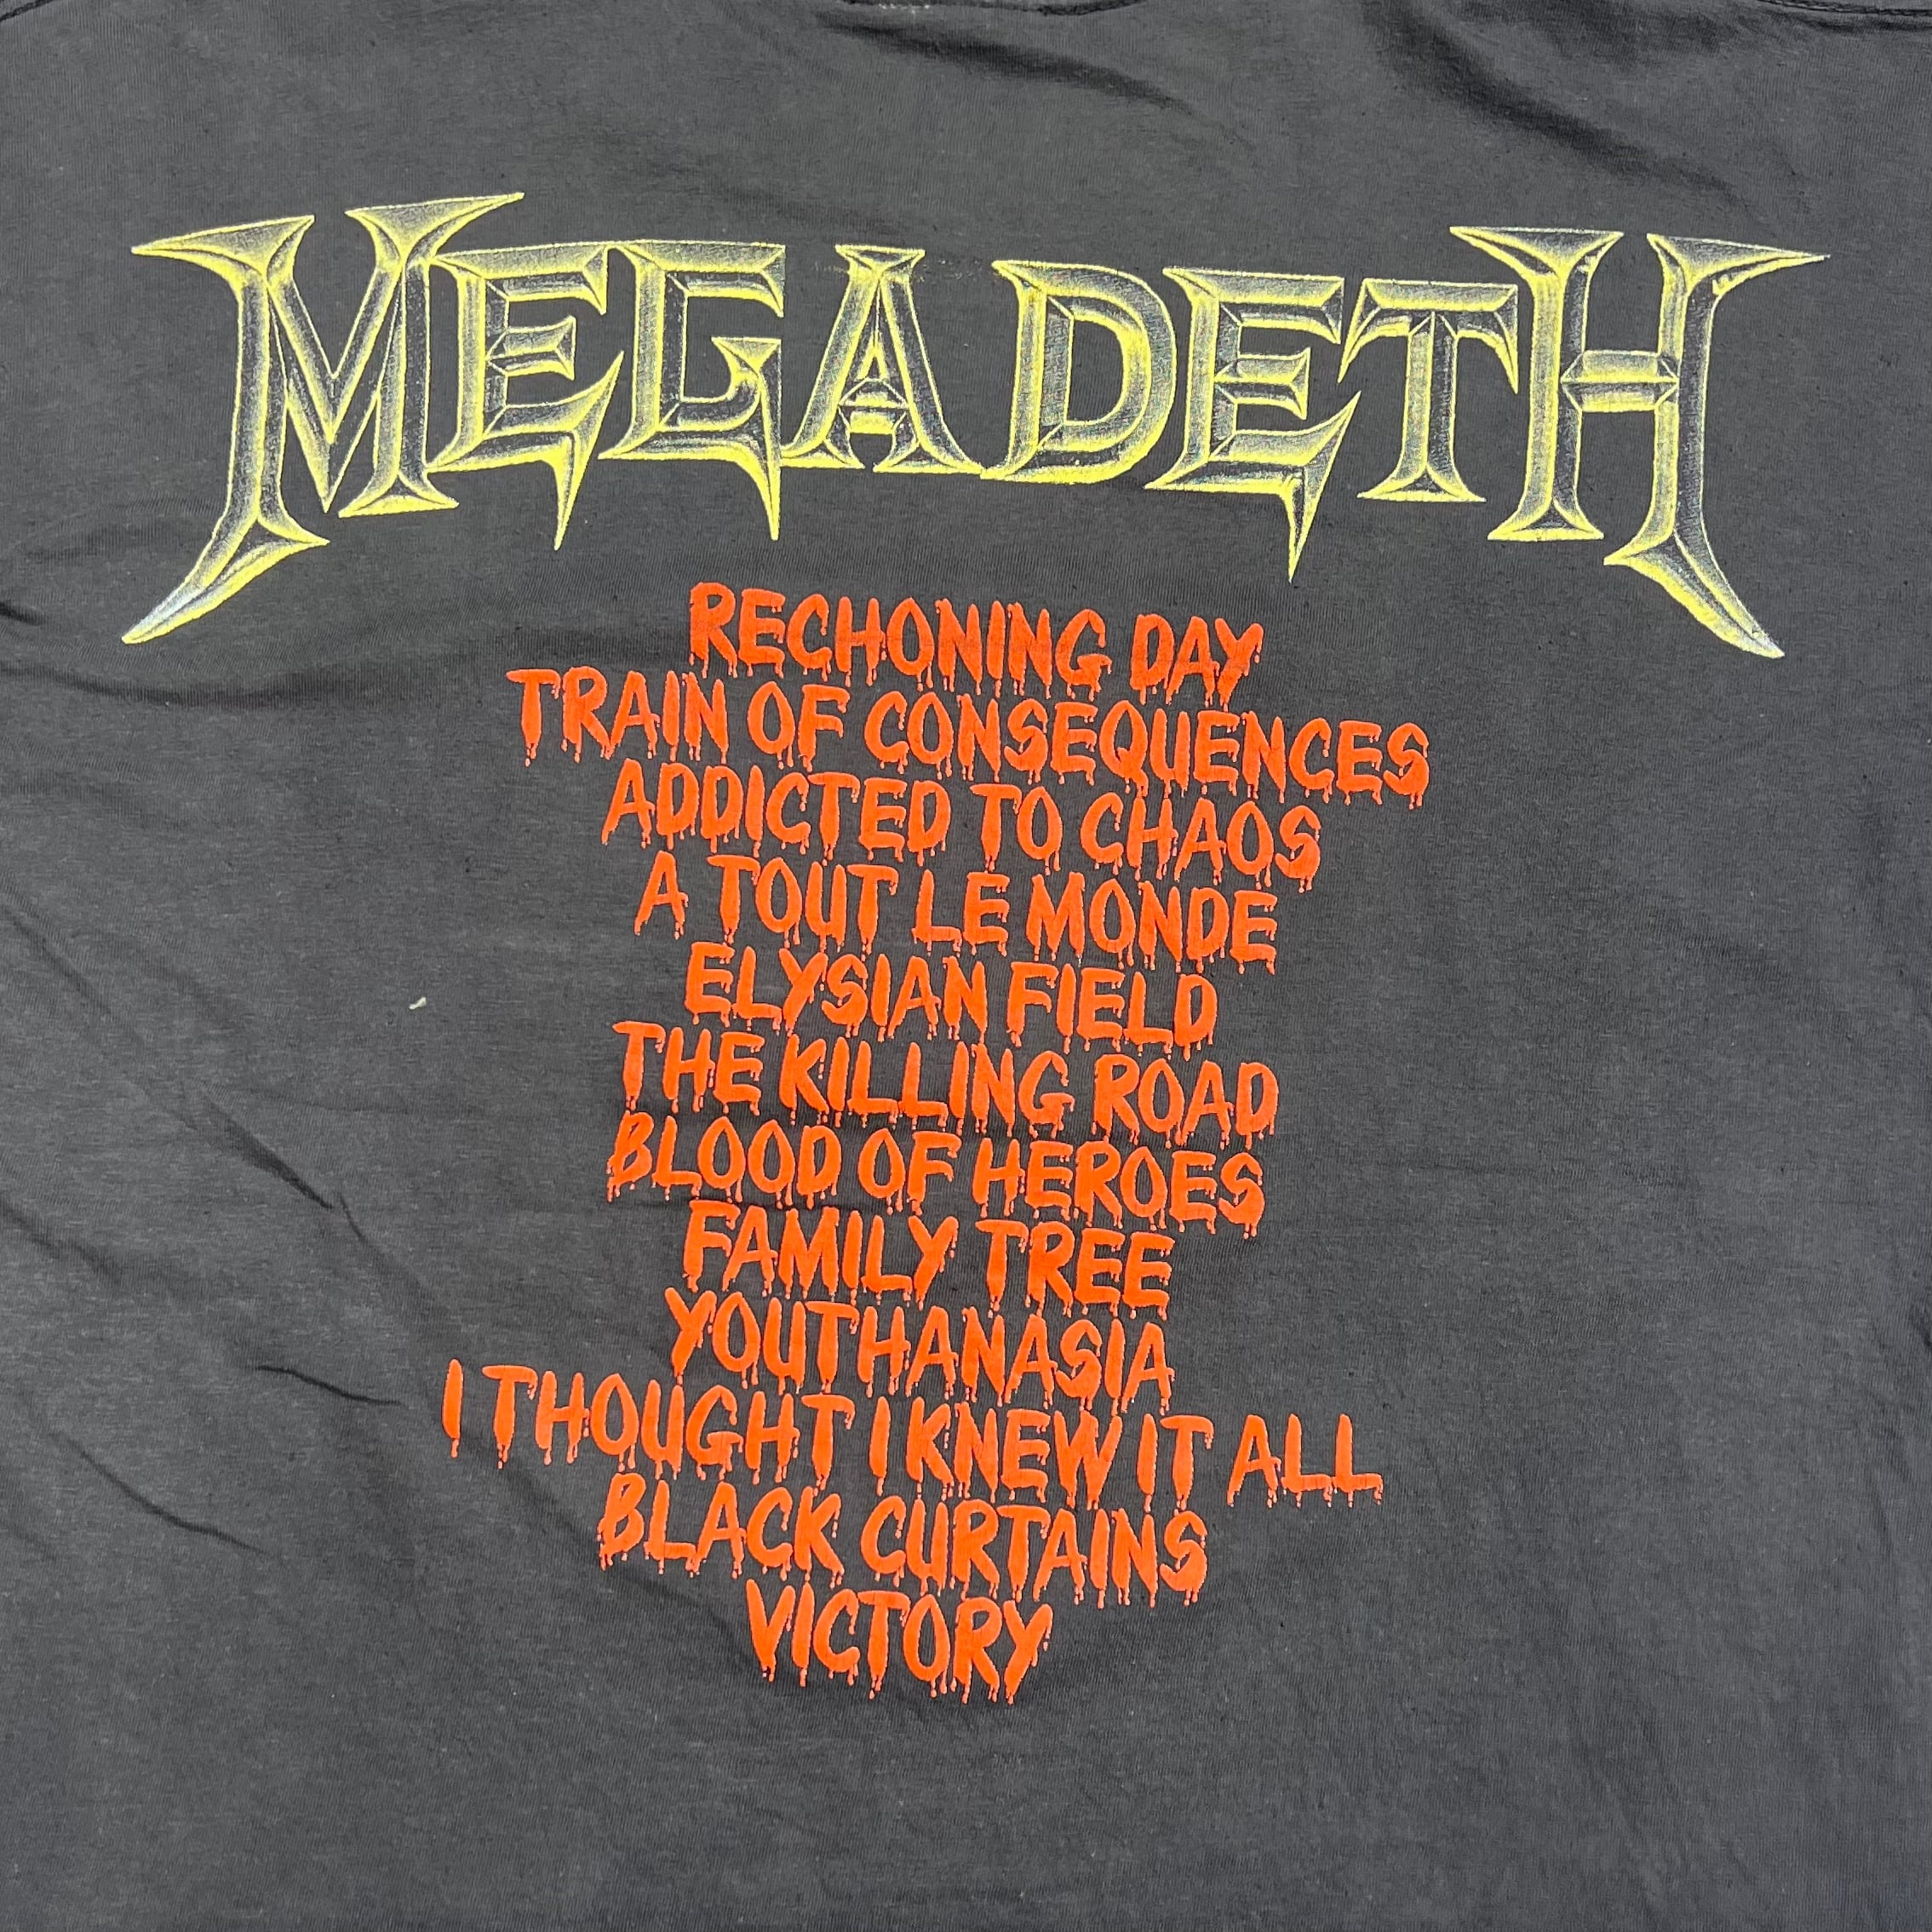 MEGADETH
RECHONING DAY
TRAIN OF CONSEQUENCES
ADDICTED TO CHAOS
A TOUT LE MONDE
ELYSIAN FIELD
THE KILLING ROAD
BLOOD OF HEROES
FAMILY TREE
YOUTHANASIA
I THOUGHT I KNEW IT ALL
BLACK CURTAINS
VICTORY